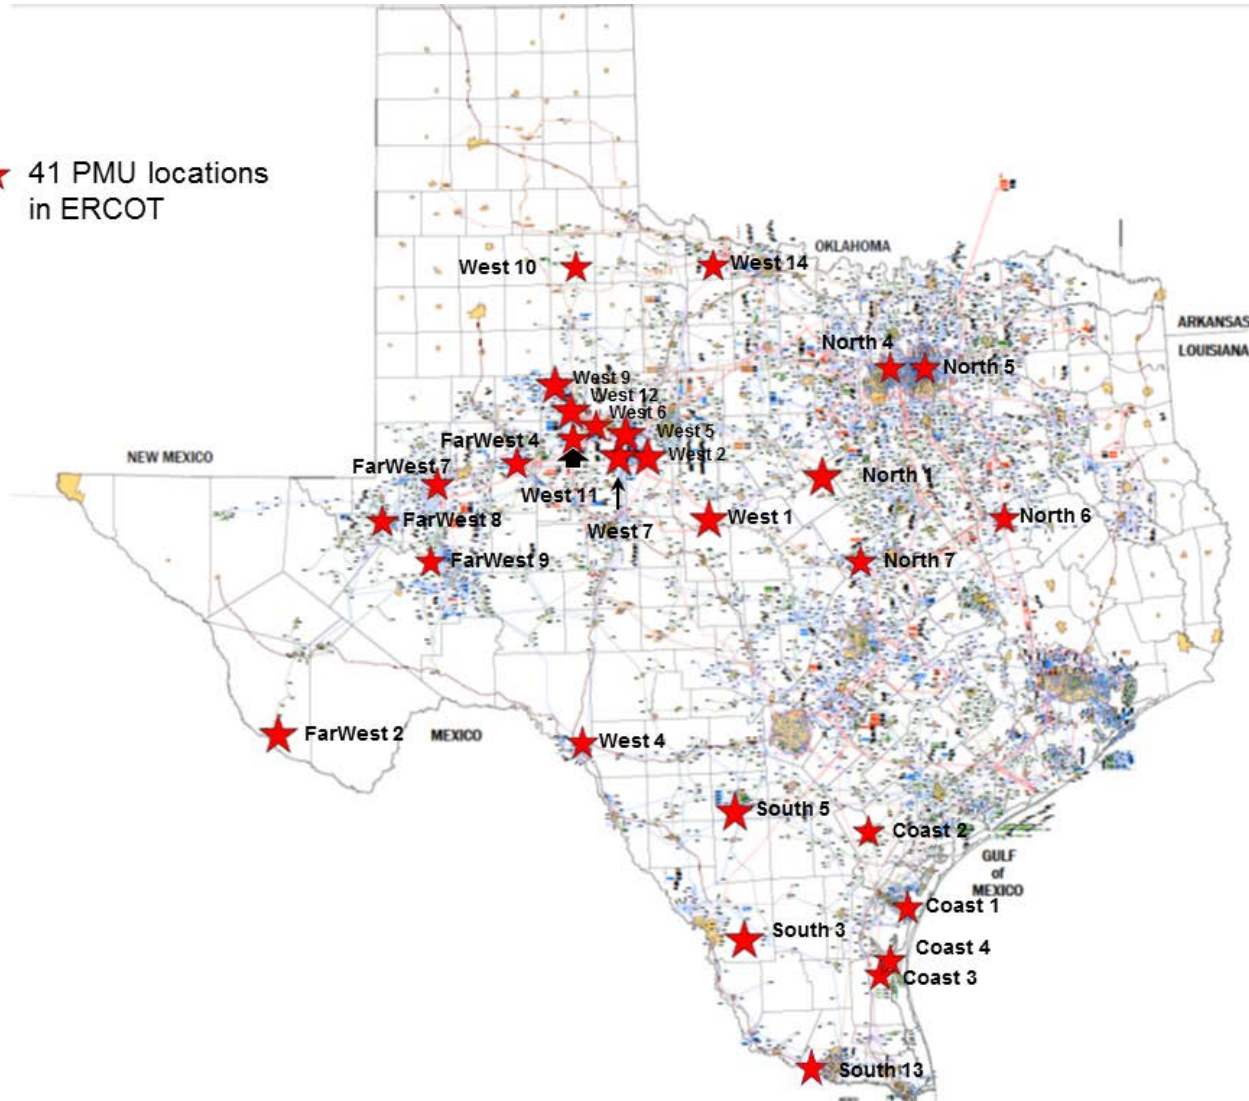 41 PMU locations
in ERCOT
OKLAHOMA
West 10
West 14
ARKANSAS
LOUISIANA
North 4
North 5
West 9
West 12
West 6
West 5
FarWest 4
West 2
NEW MEXICO
FarWest 7
North 1
West 11
FarWest 8
West 7
West 1
North 6
FarWest 9
North 7
FarWest 2
MEXICO
West 4
South 5
Coast 2
GULF
of
MEXICO
Coast 1
South 3
Coast 4
Coast 3
South 13